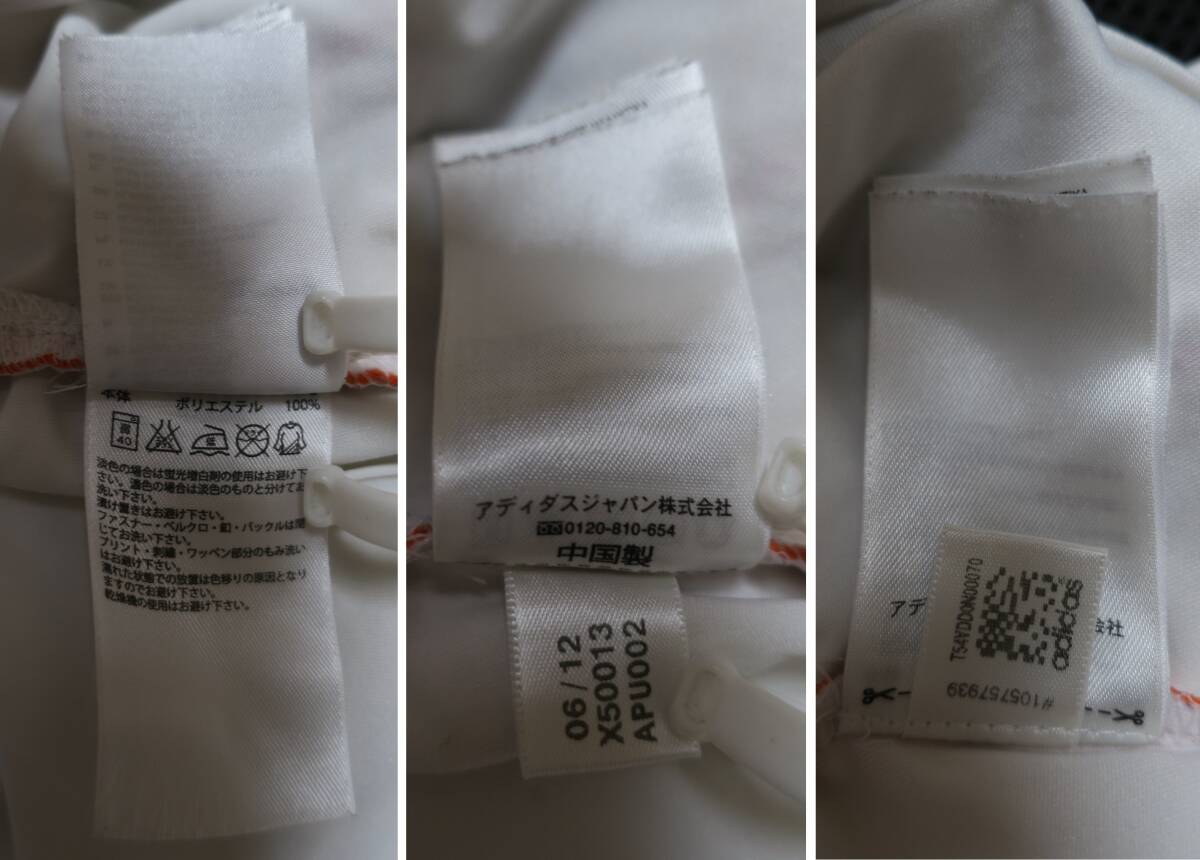 本体
ポリエステル 100%
40
淡色の場合は蛍光増白剤の使用はお避け下
さい。濃色の場合は淡色のものと分けてお
洗い下さい。
漬け置きはお避け下さい。
ファスナー・ベルクロ・釦・バックルは閉
じてお洗い下さい。
プリント・刺繍・ワッペン部分のもみ洗い
はお避け下さい。
濡れた状態での放置は色移りの原因となり
ますのでお避け下さい。
乾燥機の使用はお避け下さい。
アディダスジャパン株式会社
0120-810-654
中国製
06/12
X50013
APU002
アデ
会社
TS4YDDON00070
adidas
#105757939